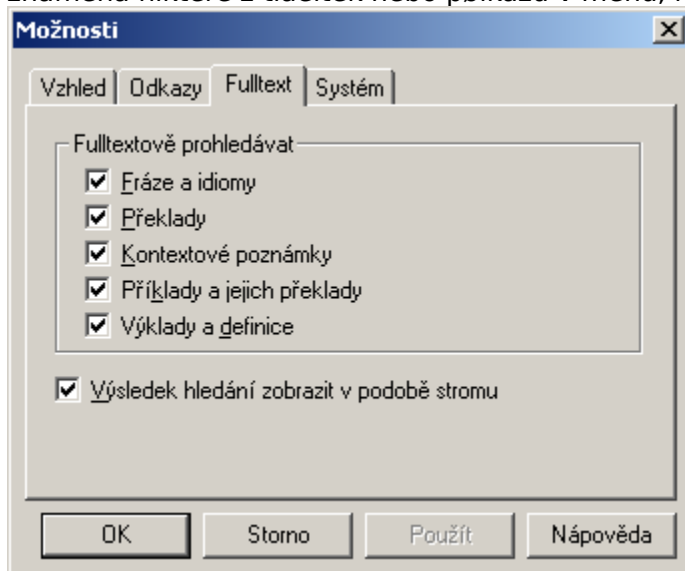 Možnosti
Vzhled Odkazy Fulltext Systém
Fulltextově prohledávat
Fráze a idiomy
Překlady
Kontextové poznámky
Příklady a jejich překlady
Výklady a definice
Výsledek hledání zobrazit v podobě stromu
OK Storno Použít Nápověda